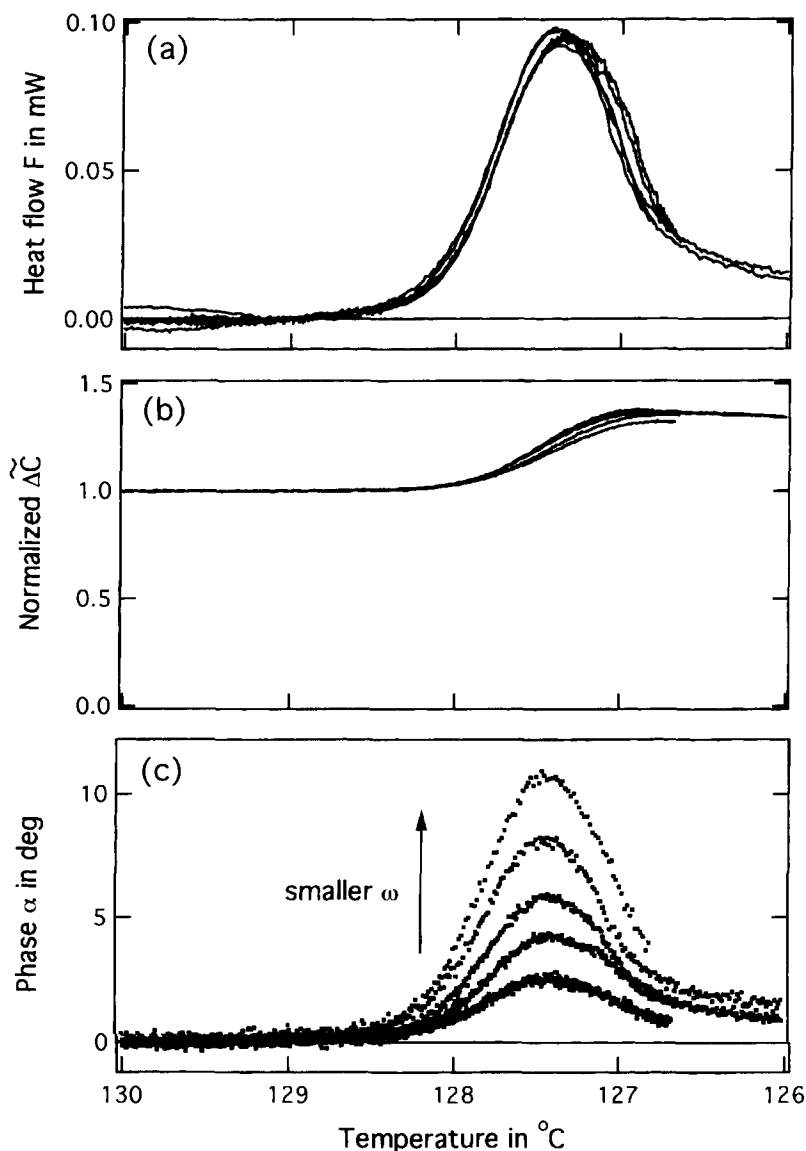 (a)
Heat flow F in mW
0.10
0.05
0.00
(b)
Normalized Δ̃C
1.5
1.0
0.5
0.0
(c)
Phase α in deg
10
5
0
smaller ω
130 129 128 127 126
Temperature in °C